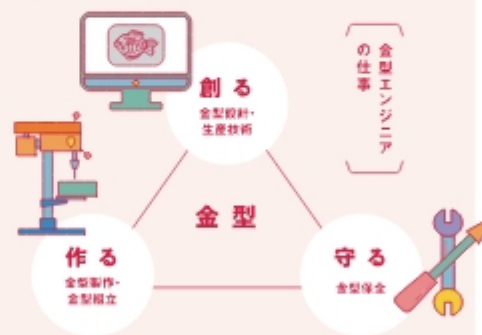 金型エンジニア
の仕事
創る
金型設計・
生産技術
金型
作る
金型製作・
金型組立
守る
金型保全